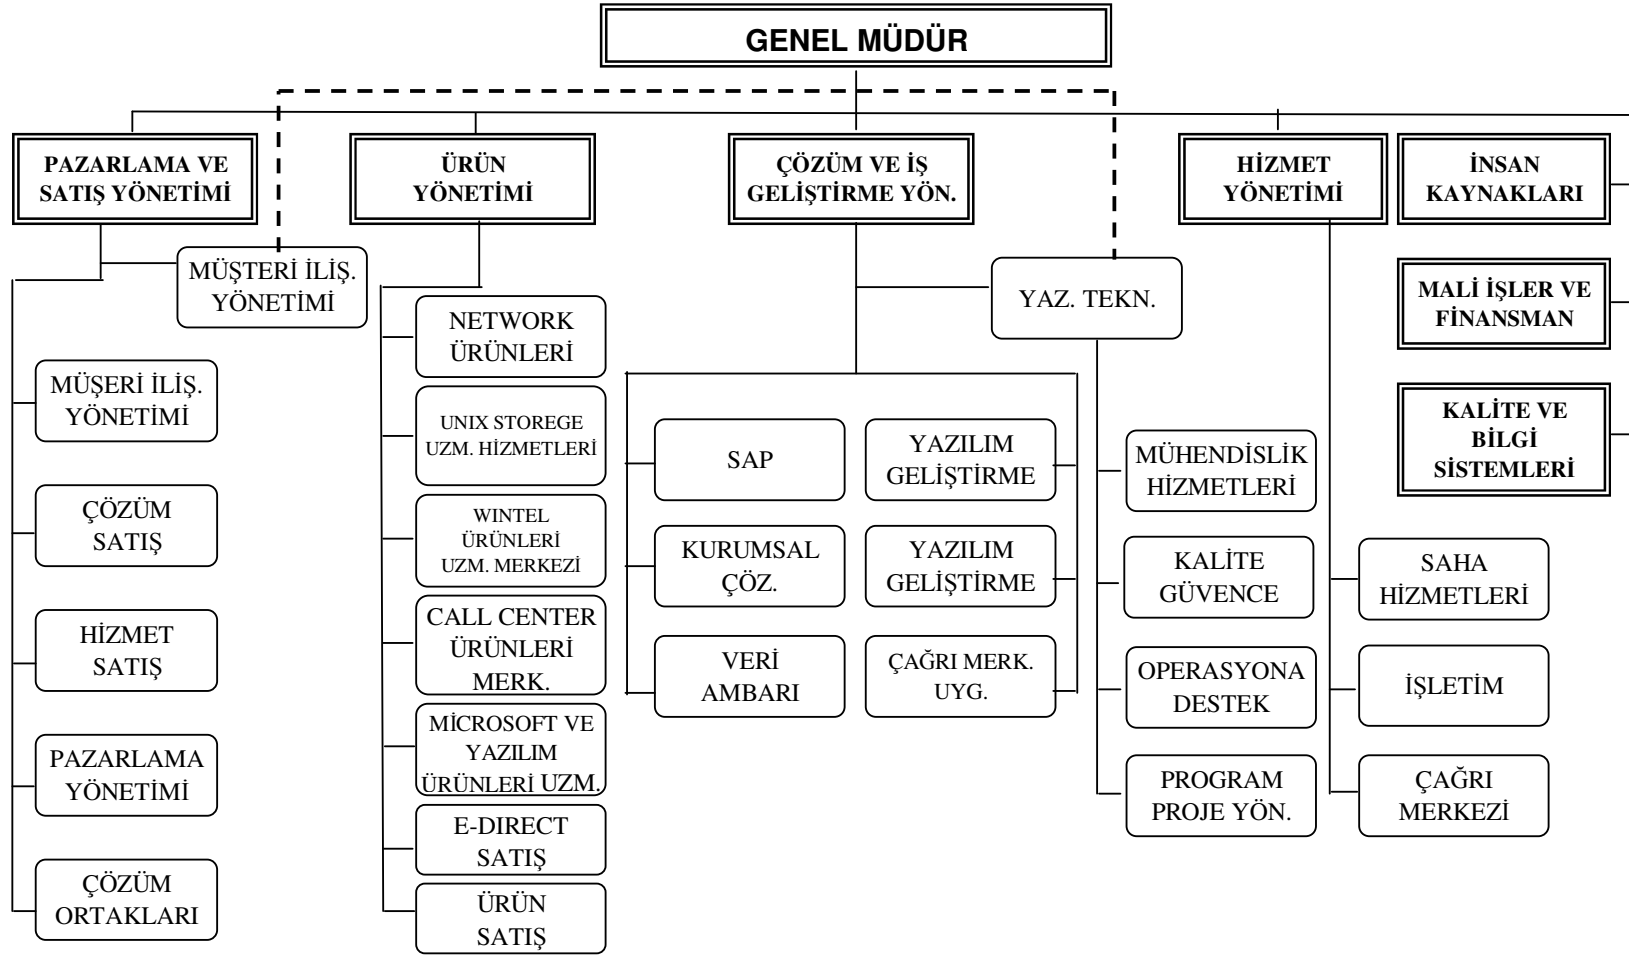 GENEL MÜDÜR
PAZARLAMA VE
SATIŞ YÖNETİMİ
ÜRÜN
YÖNETİMİ
ÇÖZÜM VE İŞ
GELİŞTİRME YÖN.
HİZMET
YÖNETİMİ
İNSAN
KAYNAKLARI
MALİ İŞLER VE
FİNANSMAN
KALİTE VE
BİLGİ
SİSTEMLERİ
MÜŞTERİ İLİŞ.
YÖNETİMİ
MÜŞERİ İLİŞ.
YÖNETİMİ
ÇÖZÜM
SATIŞ
HİZMET
SATIŞ
PAZARLAMA
YÖNETİMİ
ÇÖZÜM
ORTAKLARI
NETWORK
ÜRÜNLERİ
UNIX STOREGE
UZM. HİZMETLERİ
WINTEL
ÜRÜNLERİ
UZM. MERKEZİ
CALL CENTER
ÜRÜNLERİ
MERK.
MİCROSOFT VE
YAZILIM
ÜRÜNLERİ UZM.
E-DIRECT
SATIŞ
ÜRÜN
SATIŞ
YAZ. TEKN.
SAP
KURUMSAL
ÇÖZ.
VERİ
AMBARI
YAZILIM
GELİŞTİRME
YAZILIM
GELİŞTİRME
ÇAĞRI MERK.
UYG.
MÜHENDİSLİK
HİZMETLERİ
KALİTE
GÜVENCE
OPERASYONA
DESTEK
PROGRAM
PROJE YÖN.
SAHA
HİZMETLERİ
İŞLETİM
ÇAĞRI
MERKEZİ